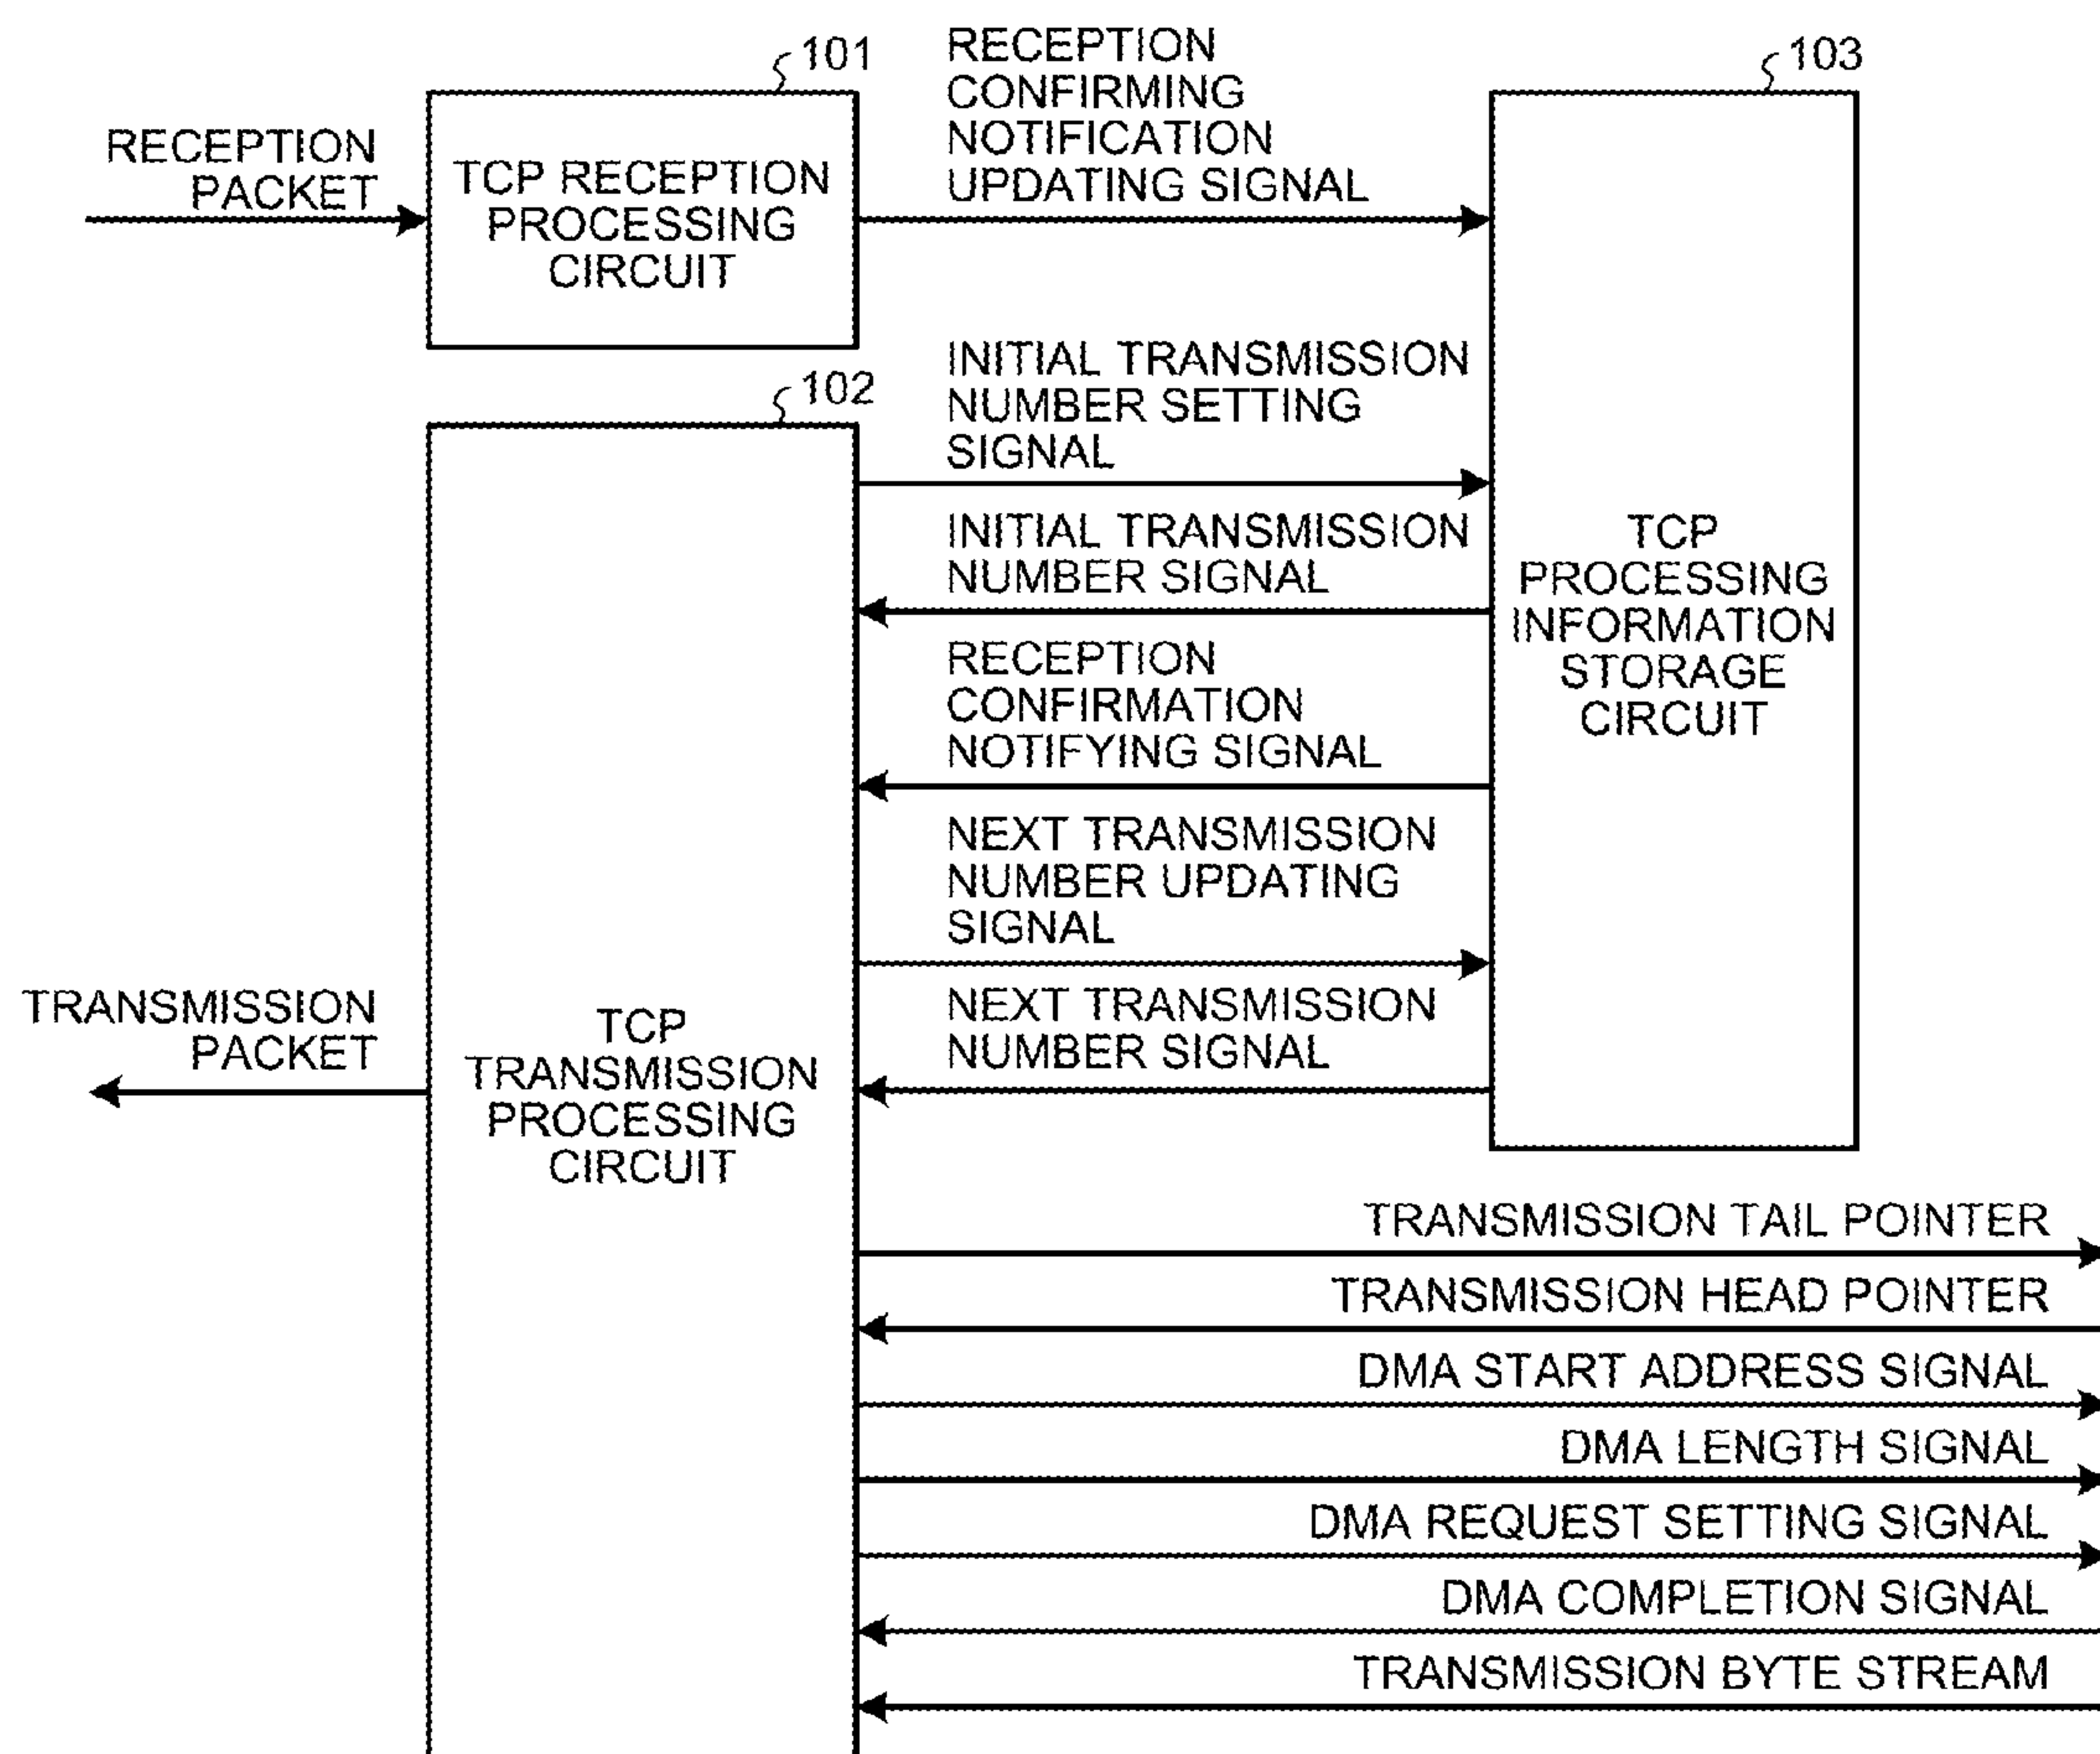 101
RECEPTION
PACKET
TCP RECEPTION
PROCESSING
CIRCUIT
RECEPTION
CONFIRMING
NOTIFICATION
UPDATING SIGNAL
103
102
INITIAL TRANSMISSION
NUMBER SETTING
SIGNAL
INITIAL TRANSMISSION
NUMBER SIGNAL
RECEPTION
CONFIRMATION
NOTIFYING SIGNAL
NEXT TRANSMISSION
NUMBER UPDATING
SIGNAL
NEXT TRANSMISSION
NUMBER SIGNAL
TCP
PROCESSING
INFORMATION
STORAGE
CIRCUIT
TRANSMISSION
PACKET
TCP
TRANSMISSION
PROCESSING
CIRCUIT
TRANSMISSION TAIL POINTER
TRANSMISSION HEAD POINTER
DMA START ADDRESS SIGNAL
DMA LENGTH SIGNAL
DMA REQUEST SETTING SIGNAL
DMA COMPLETION SIGNAL
TRANSMISSION BYTE STREAM